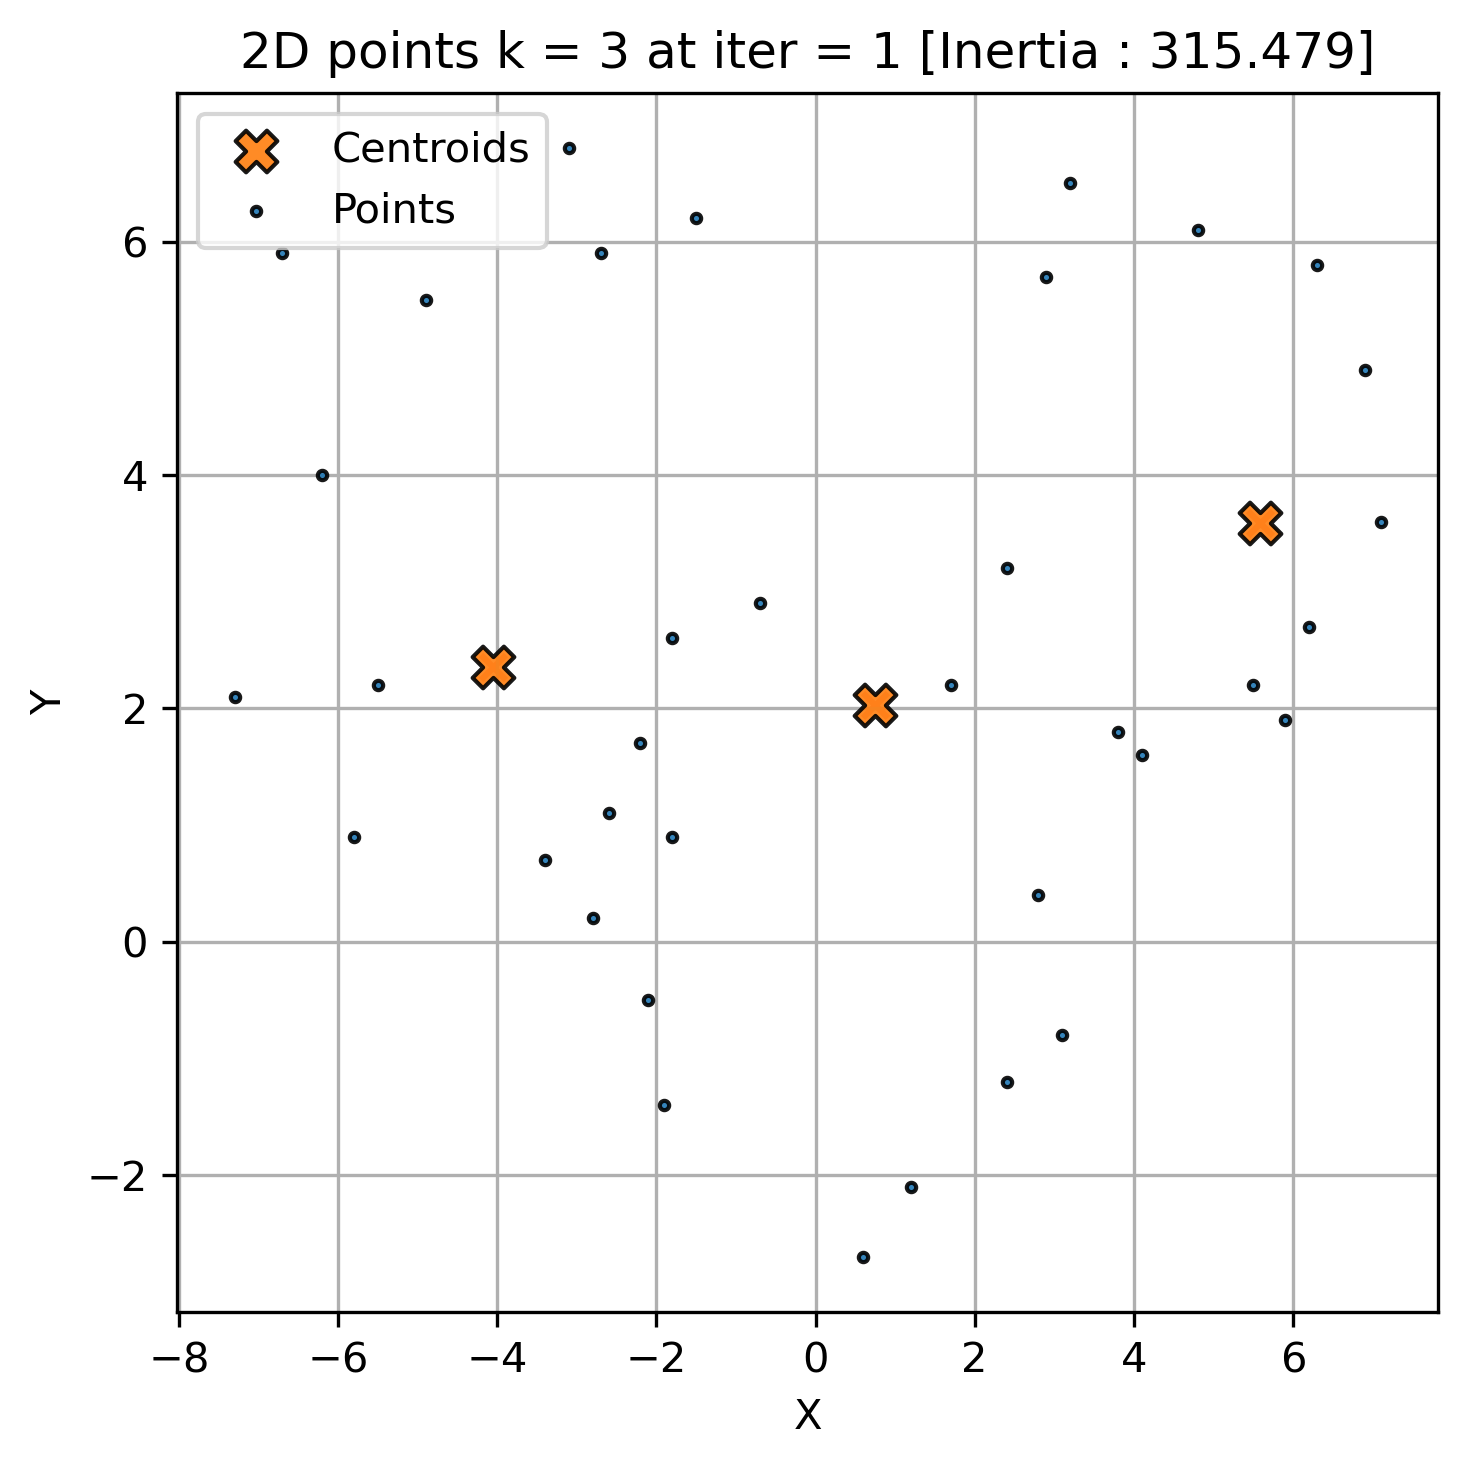 2D points k = 3 at iter = 1 [Inertia : 315.479]
Centroids
Points
6
4
2
0
−2
Y
−8 −6 −4 −2 0 2 4 6
X